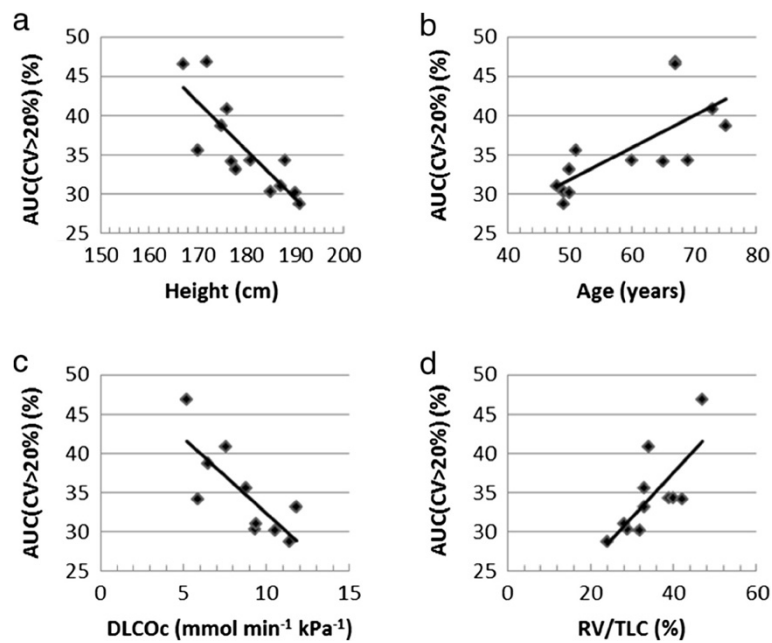 a
AUC(CV>20%) (%)
50
45
40
35
30
25
150 160 170 180 190 200
Height (cm)
b
AUC(CV>20%) (%)
50
45
40
35
30
25
40 50 60 70 80
Age (years)
c
AUC(CV>20%) (%)
50
45
40
35
30
25
0 5 10 15
DLCOc (mmol min⁻¹ kPa⁻¹)
d
AUC(CV>20%) (%)
50
45
40
35
30
25
0 20 40 60
RV/TLC (%)